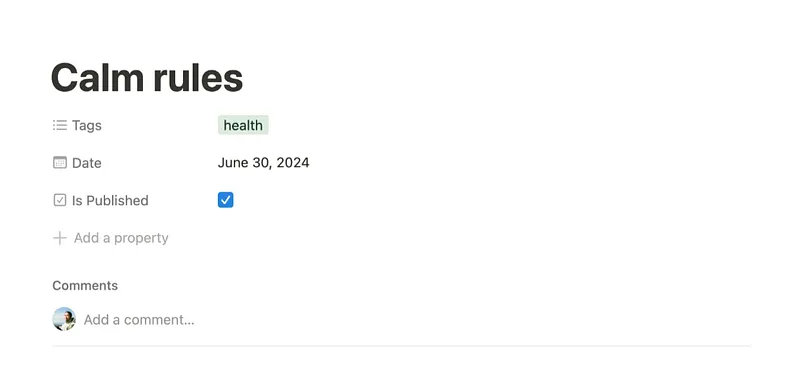 Calm rules
Tags health
Date June 30, 2024
Is Published
Add a property
Comments
Add a comment...